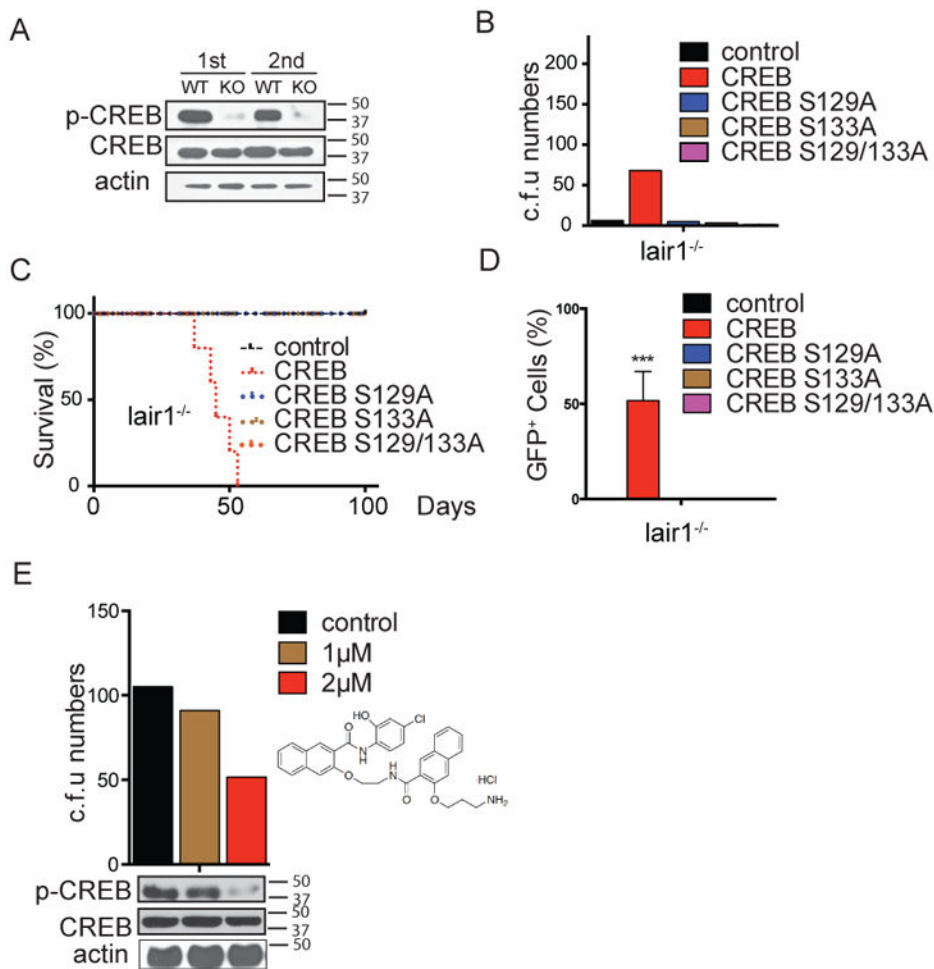 A
1st 2nd
WT KO WT KO
p-CREB
50
37
CREB
50
37
actin
50
37
B
c.f.u numbers
200
150
100
50
0
control
CREB
CREB S129A
CREB S133A
CREB S129/133A
lair1-/-
C
Survival (%)
100
50
0
0 50 100 Days
lair1-/-
control
CREB
CREB S129A
CREB S133A
CREB S129/133A
D
GFP+ Cells (%)
100
50
0
***
control
CREB
CREB S129A
CREB S133A
CREB S129/133A
lair1-/-
E
c.f.u numbers
150
100
50
0
control
1µM
2µM
HO
Cl
O
N
H
O
HN
O
O
NH2
·HCl
p-CREB
50
37
CREB
50
37
actin
50